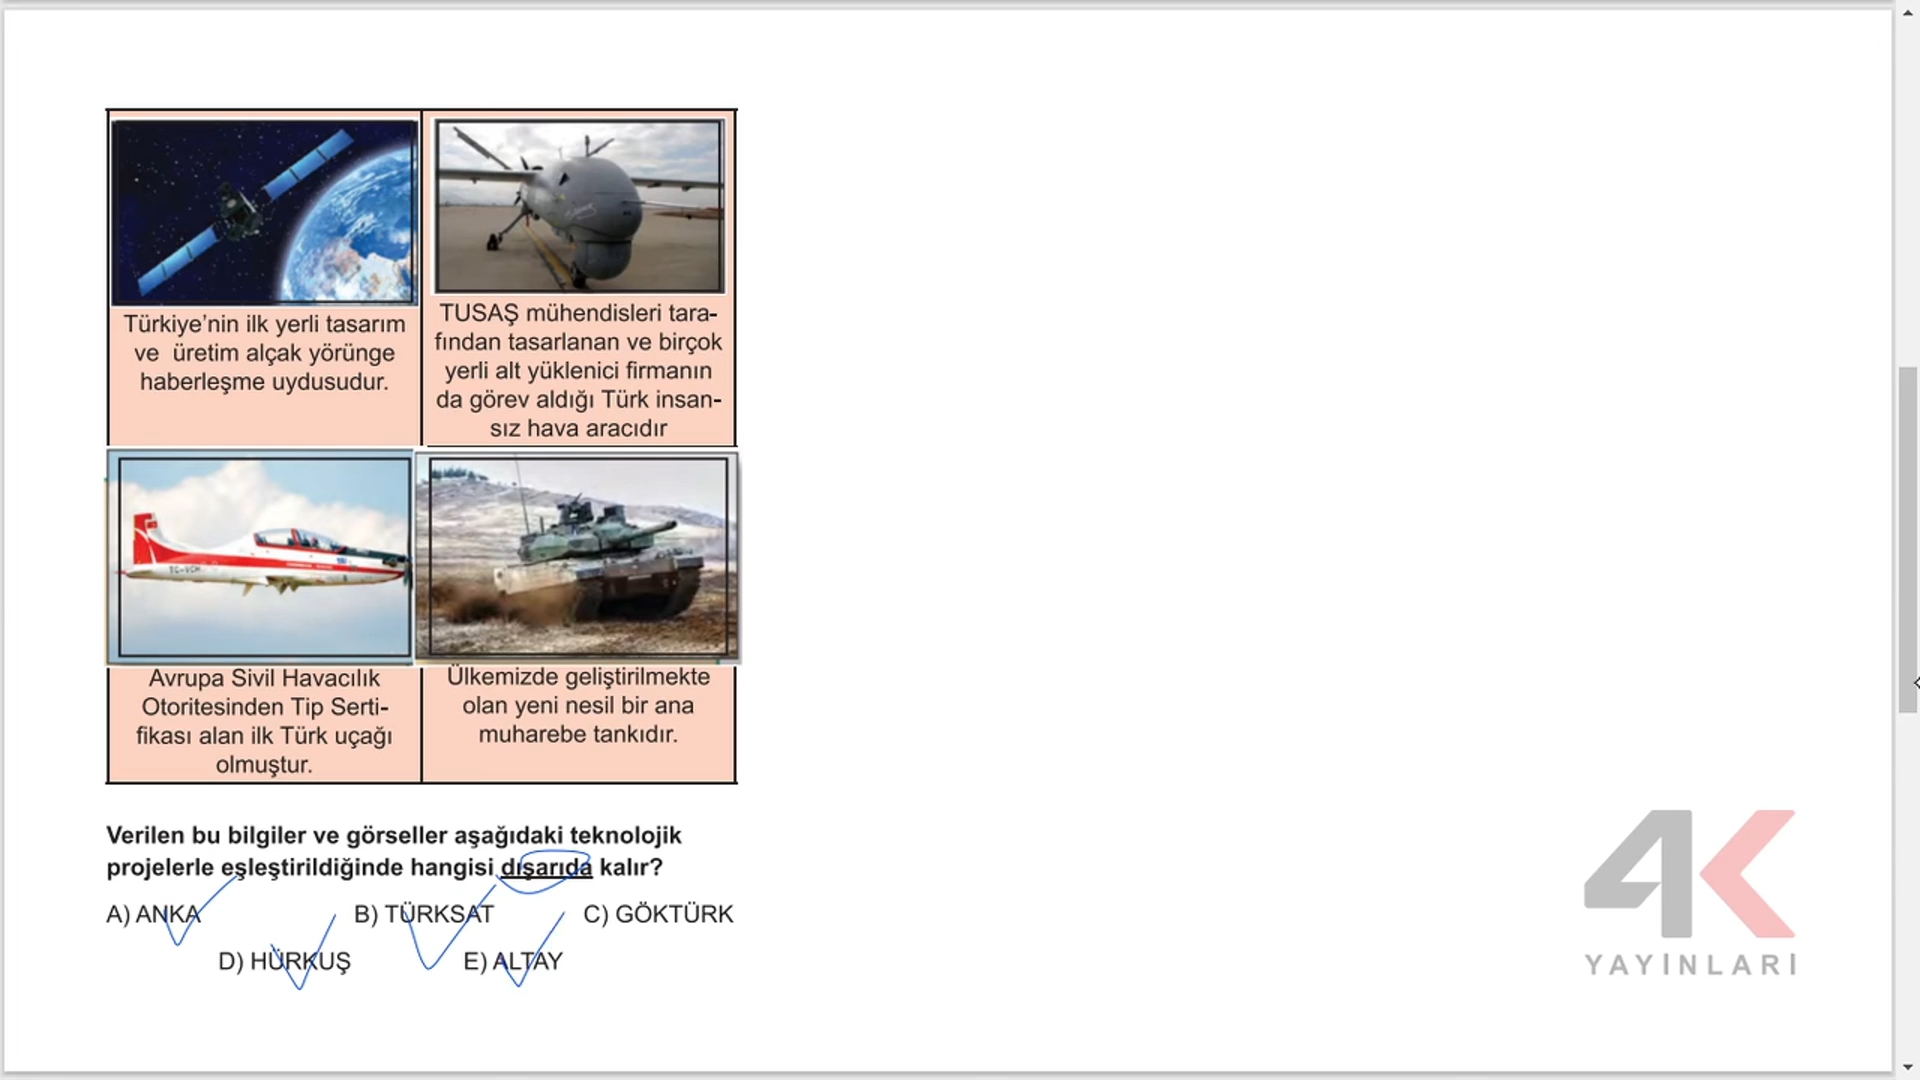 Türkiye’nin ilk yerli tasarım
ve üretim alçak yörünge
haberleşme uydusudur.
TUSAŞ mühendisleri tara-
fından tasarlanan ve birçok
yerli alt yüklenici firmanın
da görev aldığı Türk insan-
sız hava aracıdır
TC-VCH
Avrupa Sivil Havacılık
Otoritesinden Tip Serti-
fikası alan ilk Türk uçağı
olmuştur.
Ülkemizde geliştirilmekte
olan yeni nesil bir ana
muharebe tankıdır.
Verilen bu bilgiler ve görseller aşağıdaki teknolojik
projelerle eşleştirildiğinde hangisi dışarıda kalır?
A) ANKA B) TÜRKSAT C) GÖKTÜRK
D) HÜRKUŞ E) ALTAY
4K
YAYINLARI